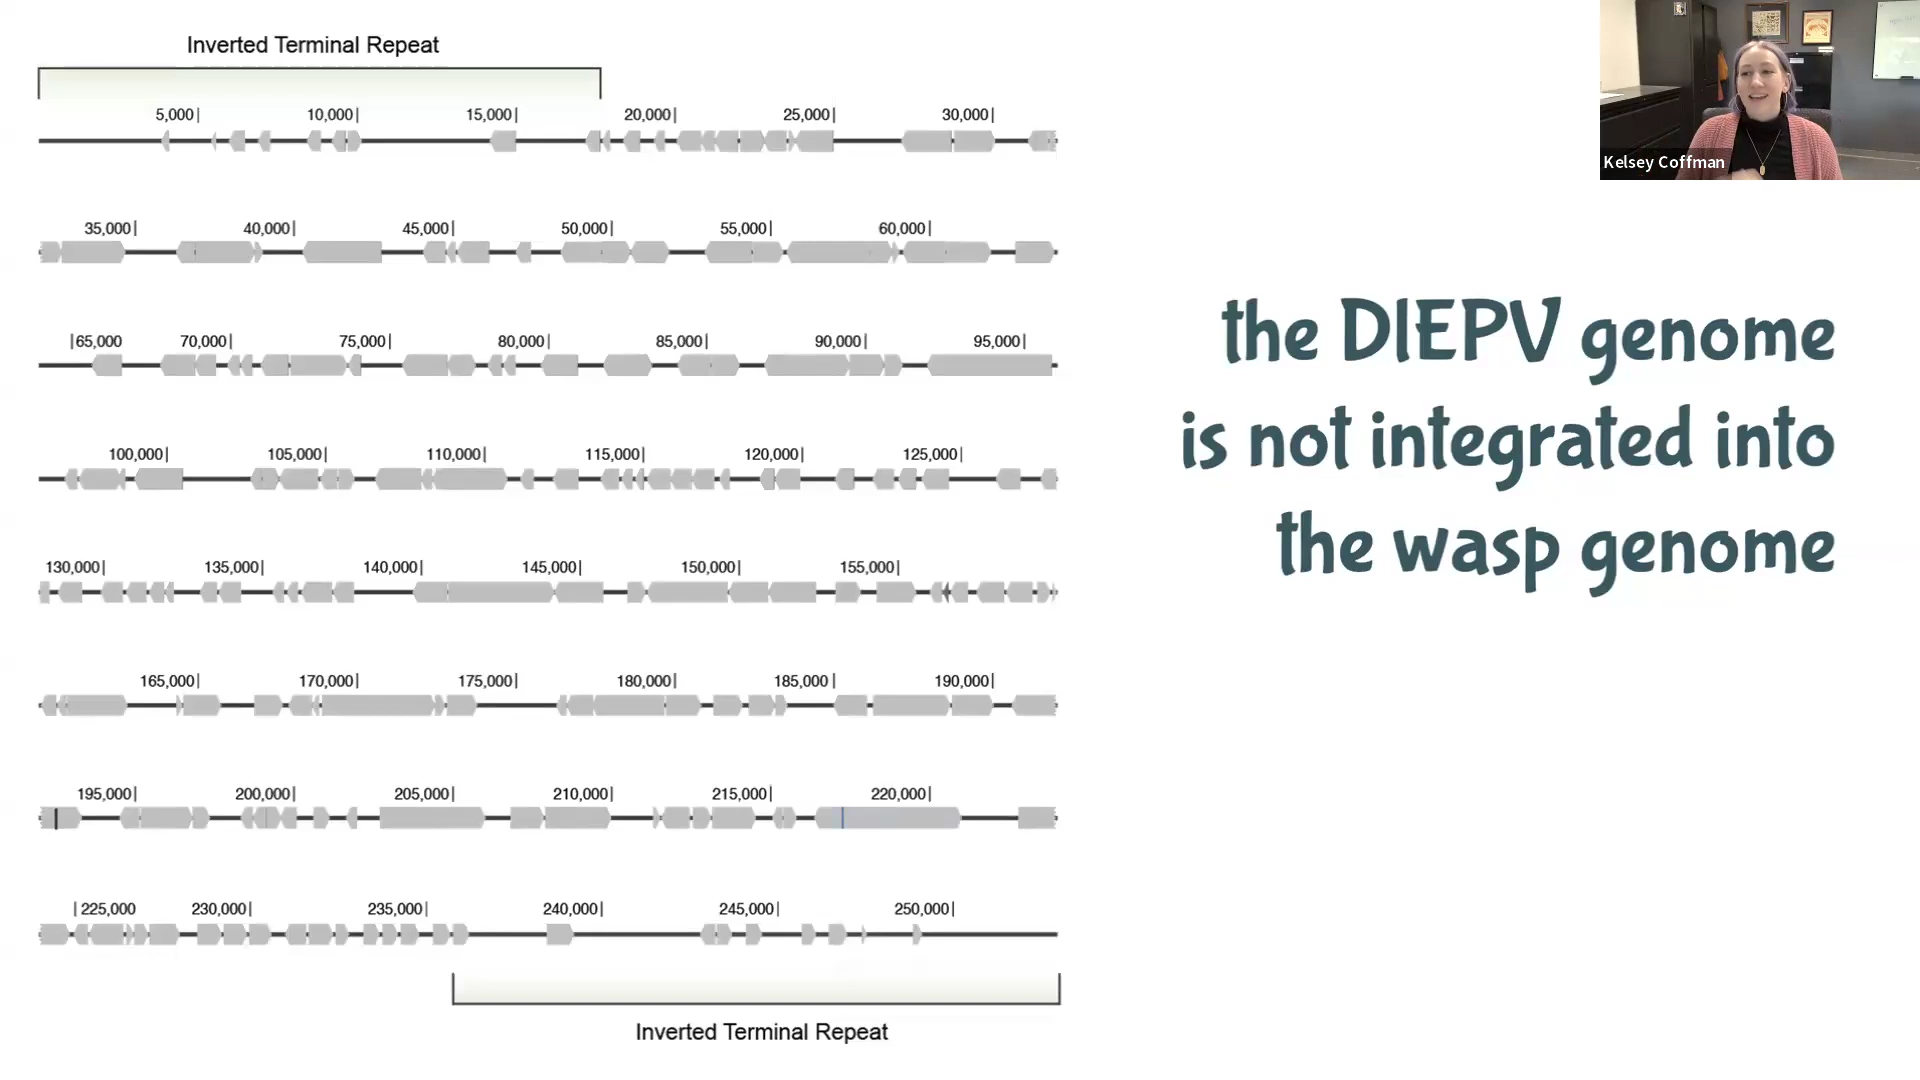 Inverted Terminal Repeat
5,000 10,000 15,000 20,000 25,000 30,000
35,000 40,000 45,000 50,000 55,000 60,000
65,000 70,000 75,000 80,000 85,000 90,000 95,000
100,000 105,000 110,000 115,000 120,000 125,000
130,000 135,000 140,000 145,000 150,000 155,000
165,000 170,000 175,000 180,000 185,000 190,000
195,000 200,000 205,000 210,000 215,000 220,000
225,000 230,000 235,000 240,000 245,000 250,000
Inverted Terminal Repeat
the DlEPV genome
is not integrated into
the wasp genome
Kelsey Coffman